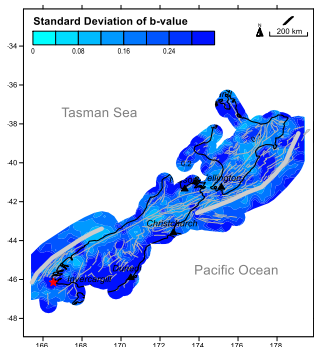 Standard Deviation of b-value
0 0.08 0.16 0.24
N
200 km
-34
-36
Tasman Sea
-38
-40
Wellington
-42
Christchurch
-44
Pacific Ocean
-46
-48
166 168 170 172 174 176 178